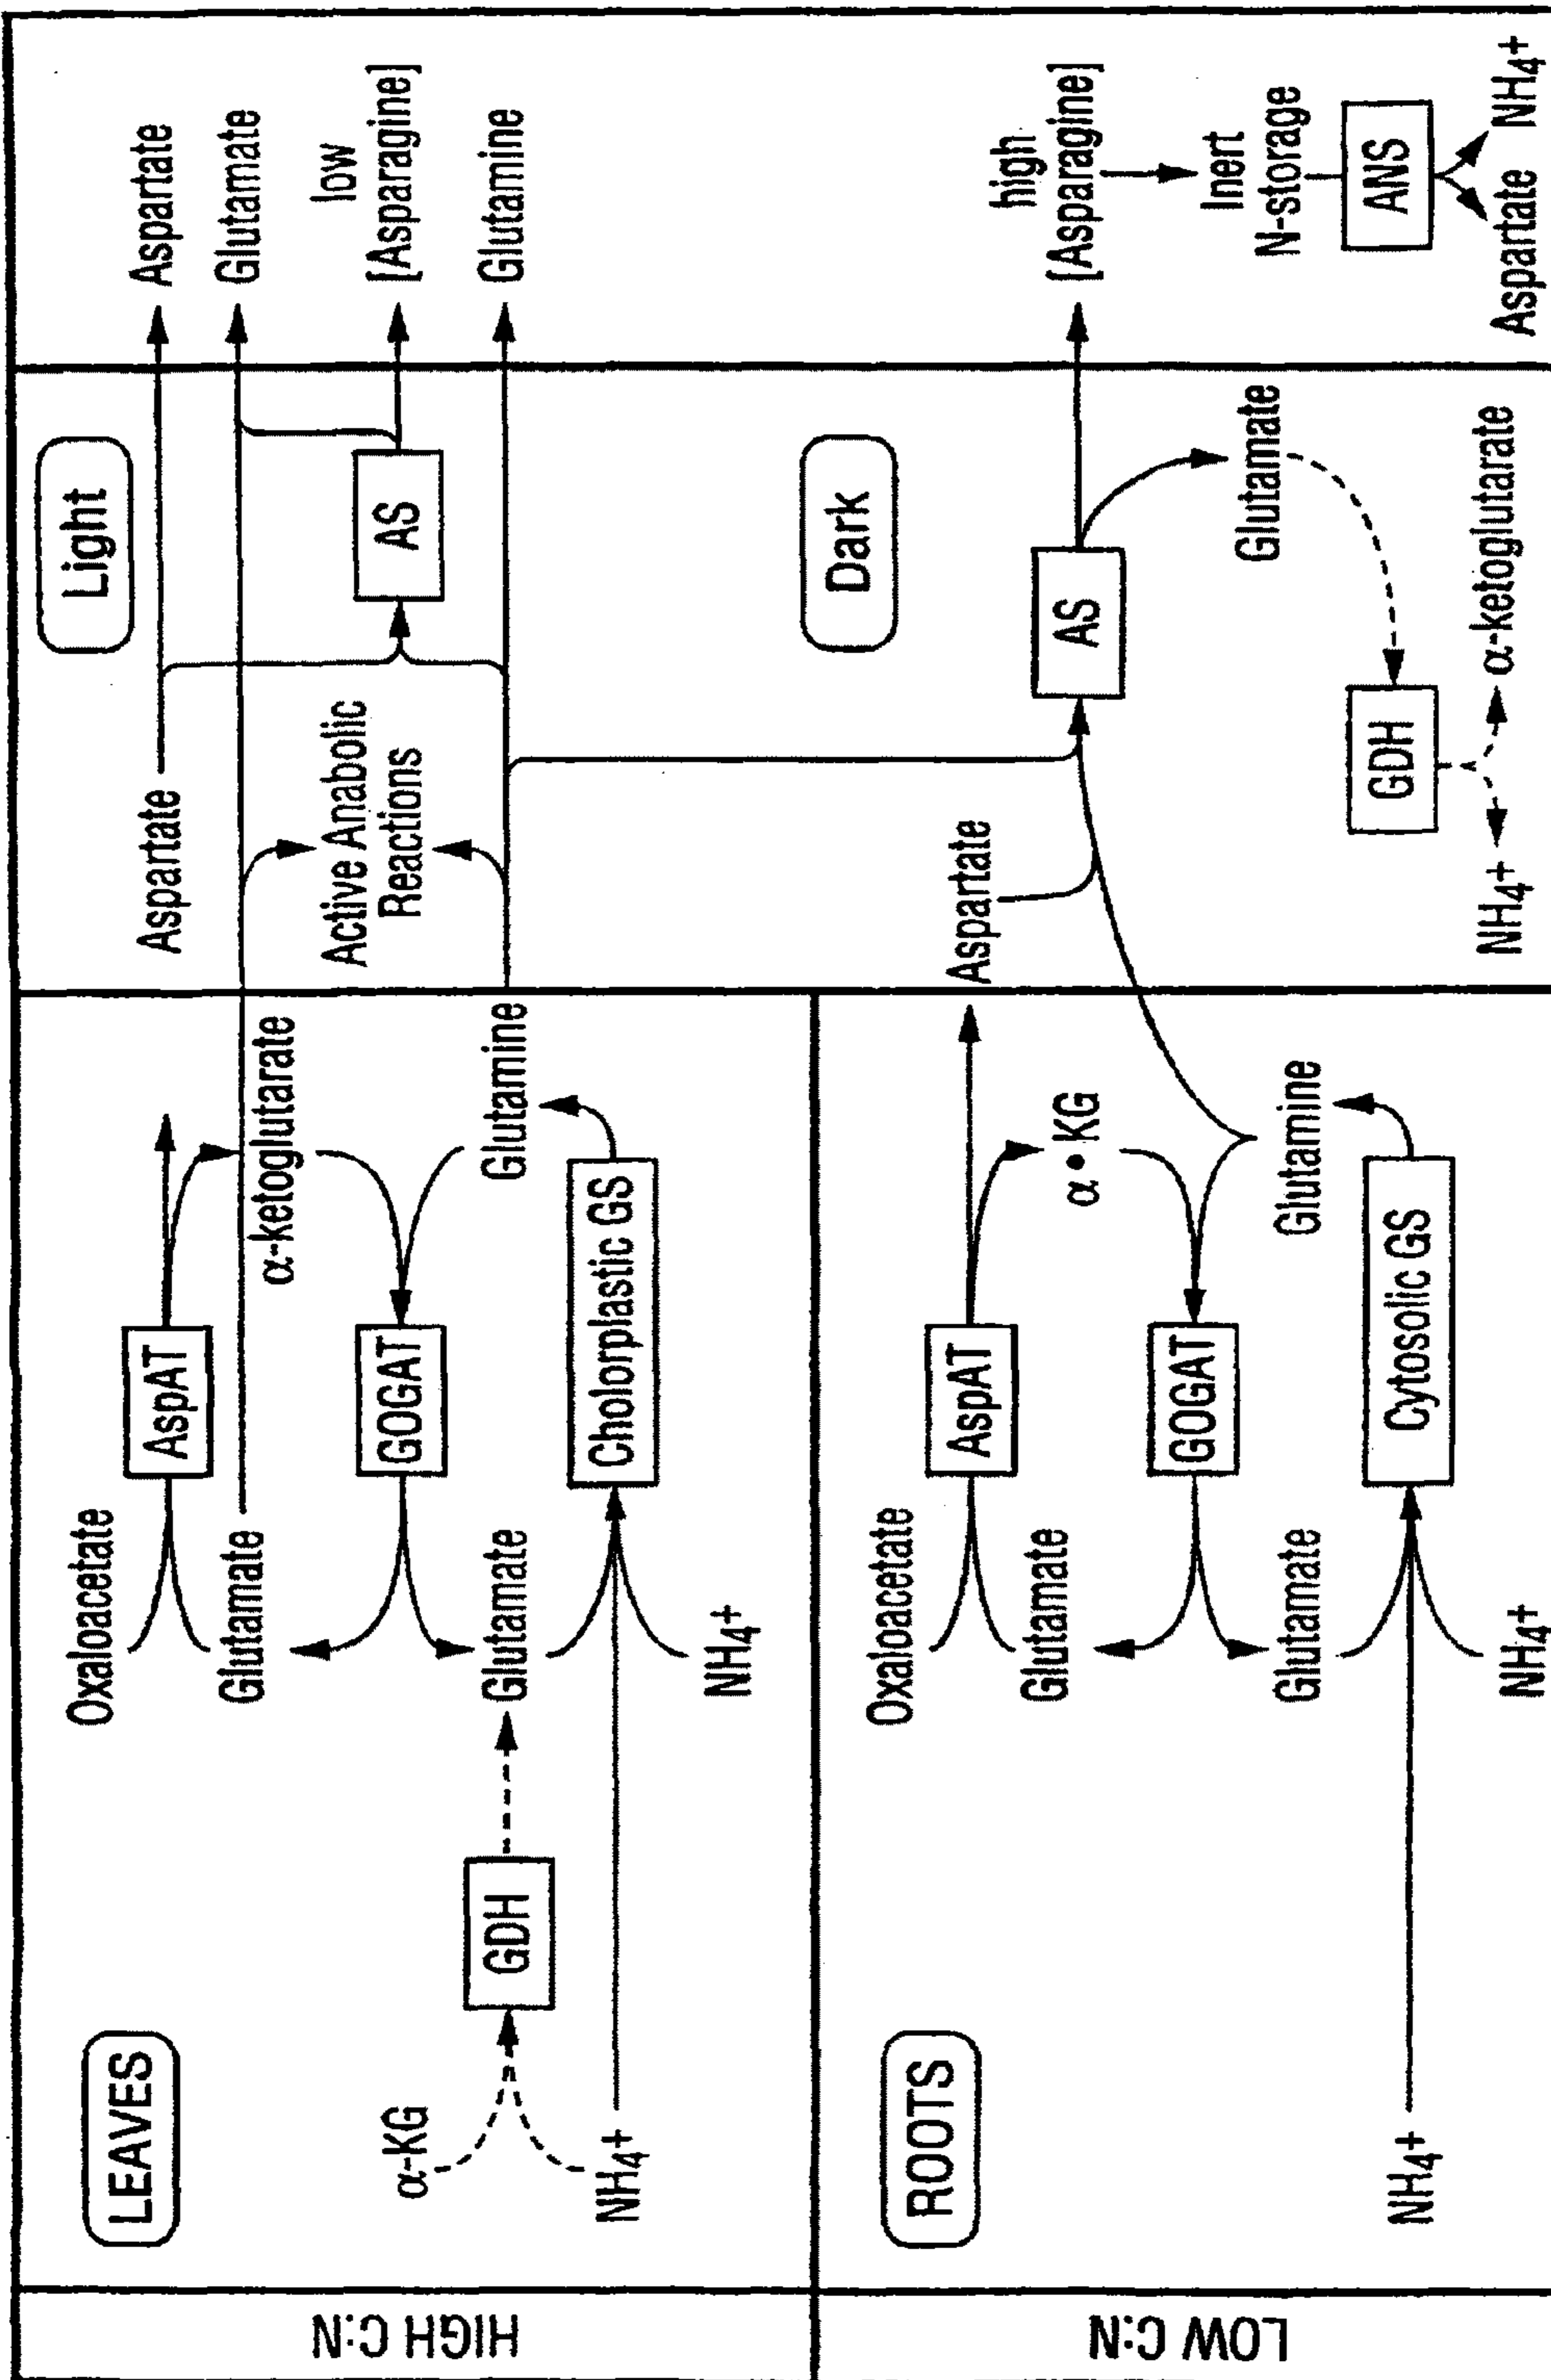 HIGH C:N
LEAVES
α-KG
NH4+
GDH
Oxaloacetate
Glutamate
Glutamate
NH4+
AspAT
GOGAT
Cholorplastic GS
α-ketoglutarate
Glutamine
Light
Aspartate
Active Anabolic
Reactions
AS
Aspartate
Glutamate
low
[Asparagine]
Glutamine
LOW C:N
ROOTS
NH4+
Oxaloacetate
Glutamate
Glutamate
NH4+
AspAT
GOGAT
Cytosolic GS
α•KG
Glutamine
Dark
Aspartate
AS
Glutamate
GDH
NH4+
α-ketoglutarate
high
[Asparagine]
Inert
N-storage
ANS
Aspartate
NH4+